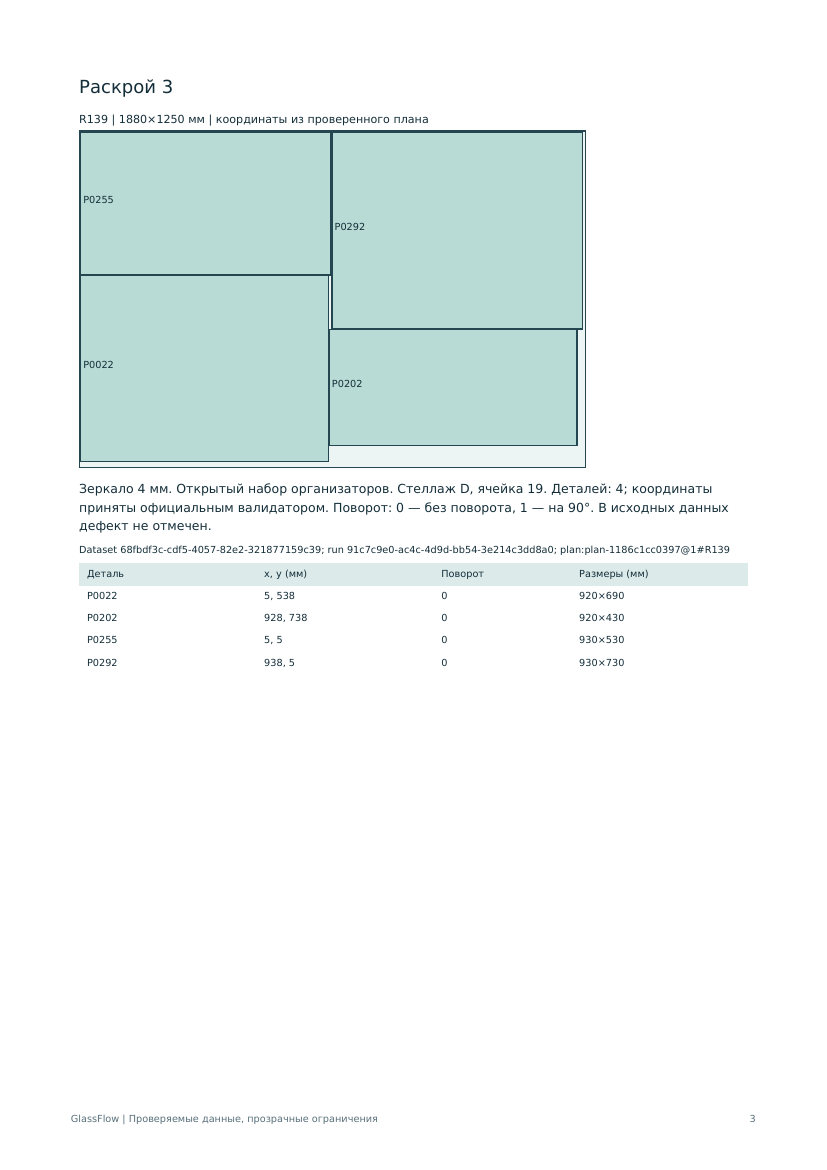 Раскрой 3
R139 | 1880×1250 мм | координаты из проверенного плана
P0255
P0292
P0022
P0202
Зеркало 4 мм. Открытый набор организаторов. Стеллаж D, ячейка 19. Деталей: 4; координаты
приняты официальным валидатором. Поворот: 0 — без поворота, 1 — на 90°. В исходных данных
дефект не отмечен.
Dataset 68fbdf3c-cdf5-4057-82e2-321877159c39; run 91c7c9e0-ac4c-4d9d-bb54-3e214c3dd8a0; plan:plan-1186c1cc0397@1#R139
Деталь x, y (мм) Поворот Размеры (мм)
P0022 5, 538 0 920×690
P0202 928, 738 0 920×430
P0255 5, 5 0 930×530
P0292 938, 5 0 930×730
GlassFlow | Проверяемые данные, прозрачные ограничения 3